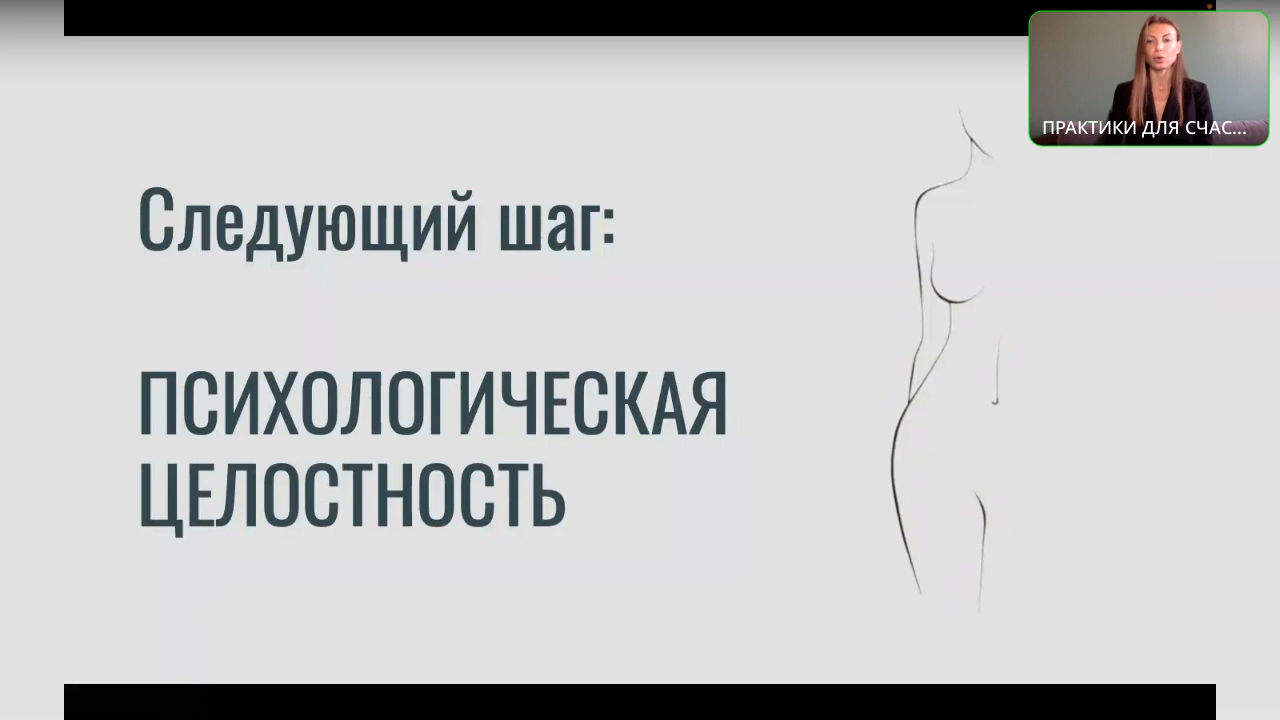 ПРАКТИКИ ДЛЯ СЧАС...
Следующий шаг:
ПСИХОЛОГИЧЕСКАЯ
ЦЕЛОСТНОСТЬ